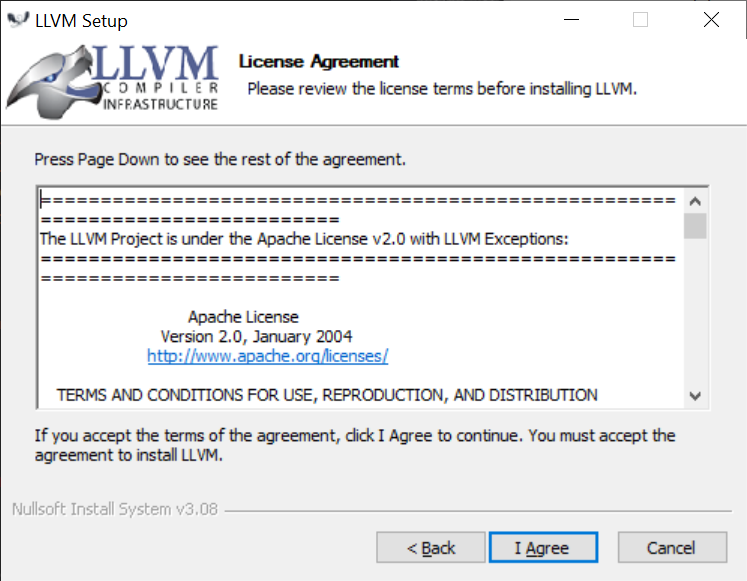 LLVM Setup
LLVM
COMPILER
INFRASTRUCTURE
License Agreement
Please review the license terms before installing LLVM.
Press Page Down to see the rest of the agreement.
=====================================================
=========================
The LLVM Project is under the Apache License v2.0 with LLVM Exceptions:
=====================================================
=========================
Apache License
Version 2.0, January 2004
http://www.apache.org/licenses/
TERMS AND CONDITIONS FOR USE, REPRODUCTION, AND DISTRIBUTION
If you accept the terms of the agreement, click I Agree to continue. You must accept the
agreement to install LLVM.
Nullsoft Install System v3.08
< Back
I Agree
Cancel